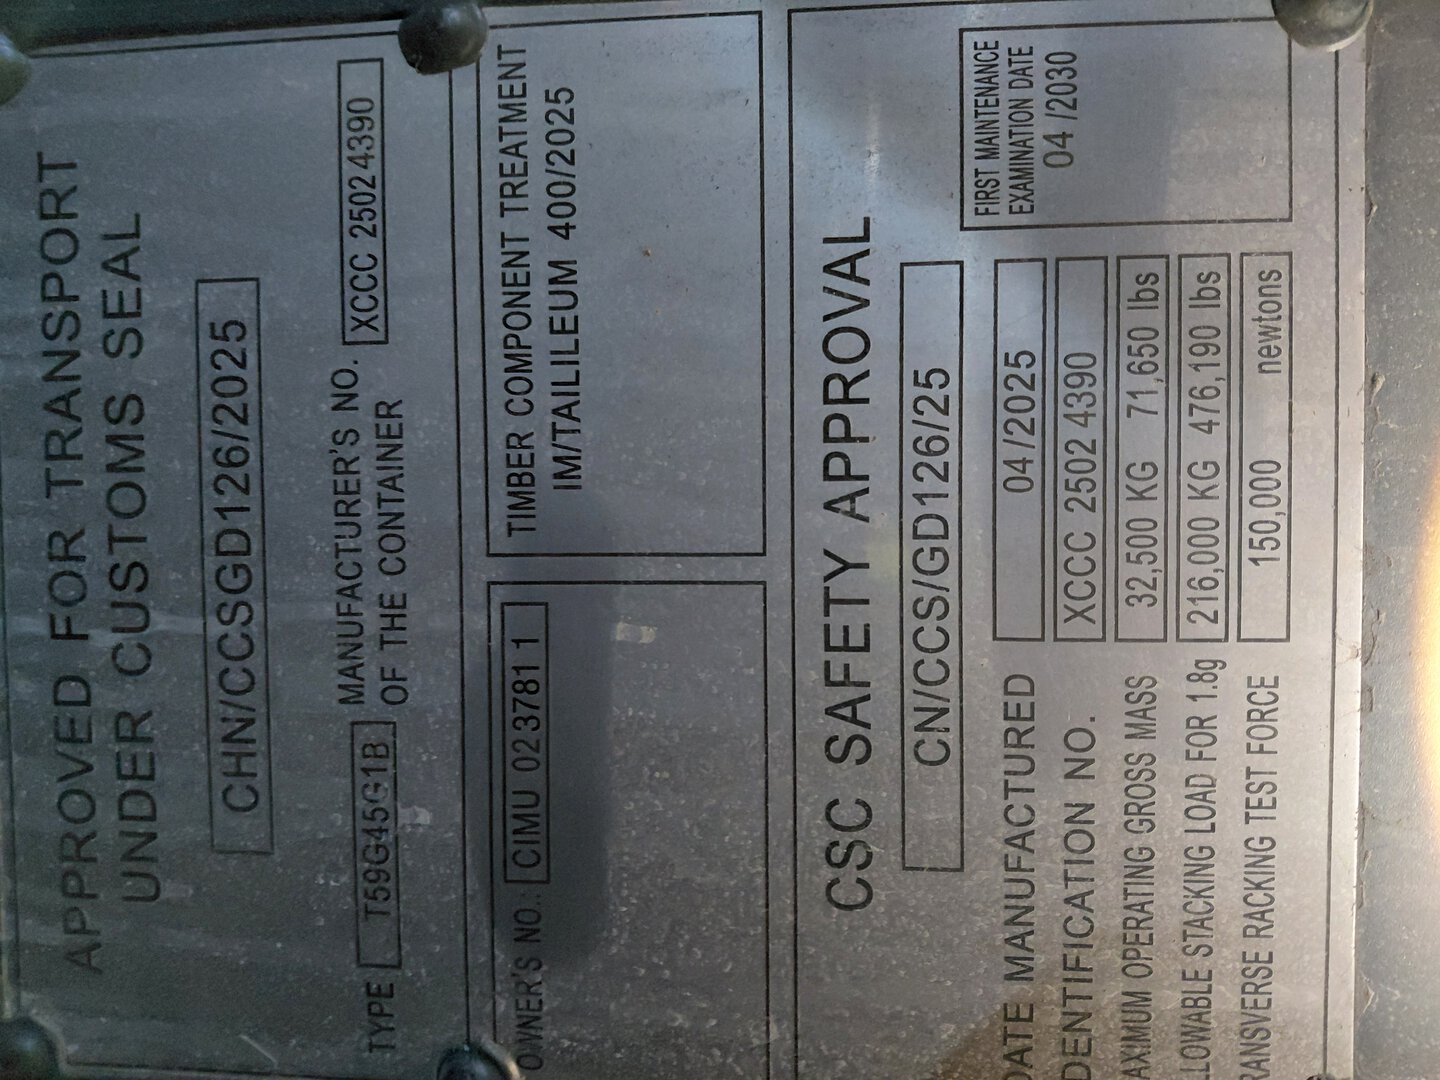 APPROVED FOR TRANSPORT
UNDER CUSTOMS SEAL
CHN/CCSGD126/2025
TYPE T59G45G1B MANUFACTURER'S NO. XCCC 25024390
OF THE CONTAINER
OWNER'S NO.: CIMU 023781 1
TIMBER COMPONENT TREATMENT
IM/TAILILEUM 400/2025
CSC SAFETY APPROVAL
CN/CCS/GD126/25
DATE MANUFACTURED 04/2025
IDENTIFICATION NO. XCCC 2502 4390
MAXIMUM OPERATING GROSS MASS 32,500 KG 71,650 lbs
ALLOWABLE STACKING LOAD FOR 1.8g 216,000 KG 476,190 lbs
TRANSVERSE RACKING TEST FORCE 150,000 newtons
FIRST MAINTENANCE
EXAMINATION DATE
04 /2030